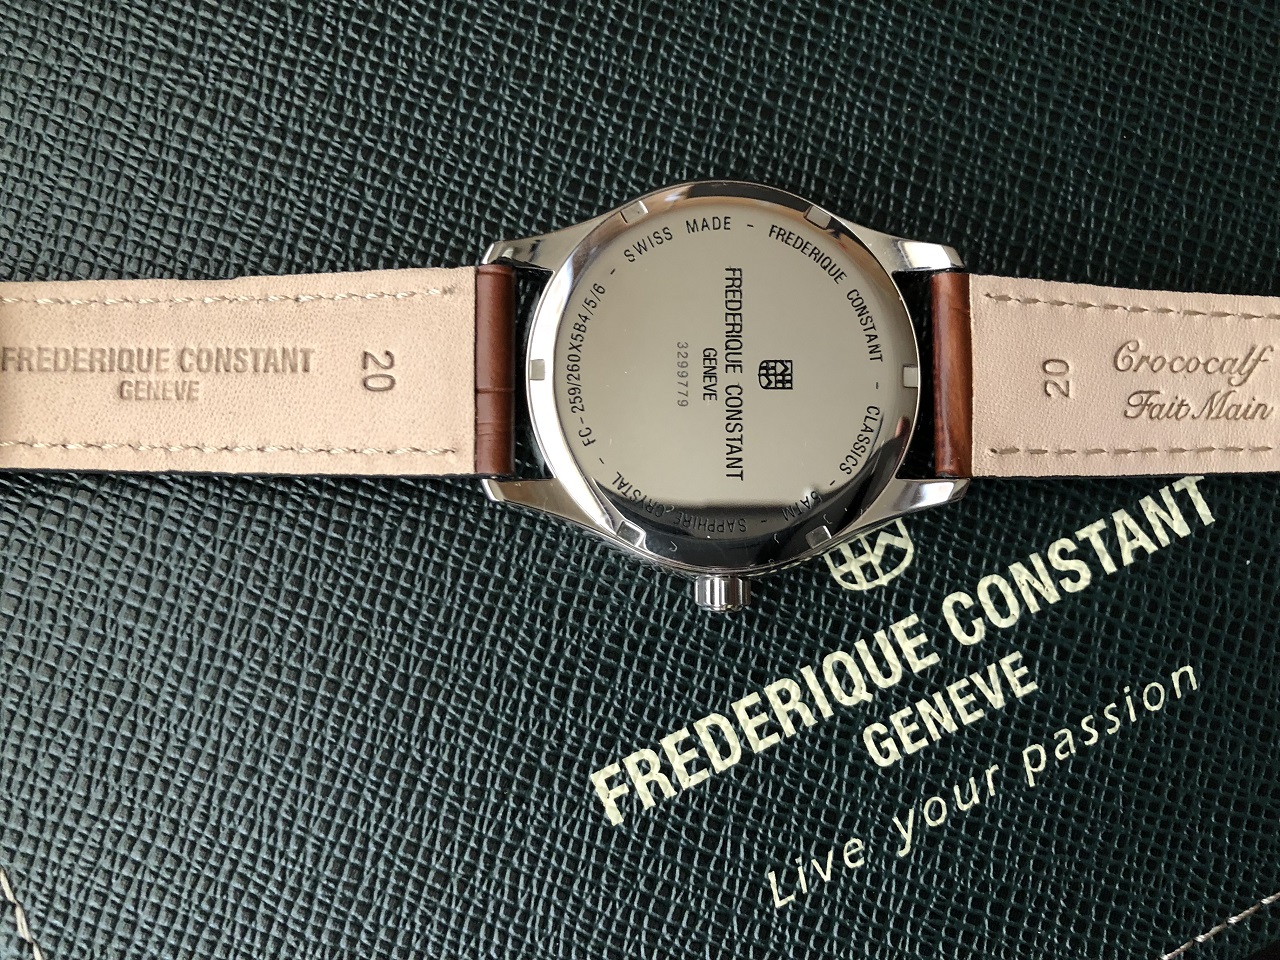 FREDERIQUE CONSTANT
GENEVE
20
SWISS MADE - FREDERIQUE CONSTANT - CLASSICS - 5ATM - SAPPHIRE CRYSTAL - FC-259/260X5B4/5/6 -
FREDERIQUE CONSTANT
GENEVE
3299779
20
Crococalf
Fait Main
FREDERIQUE CONSTANT
GENEVE
Live your passion